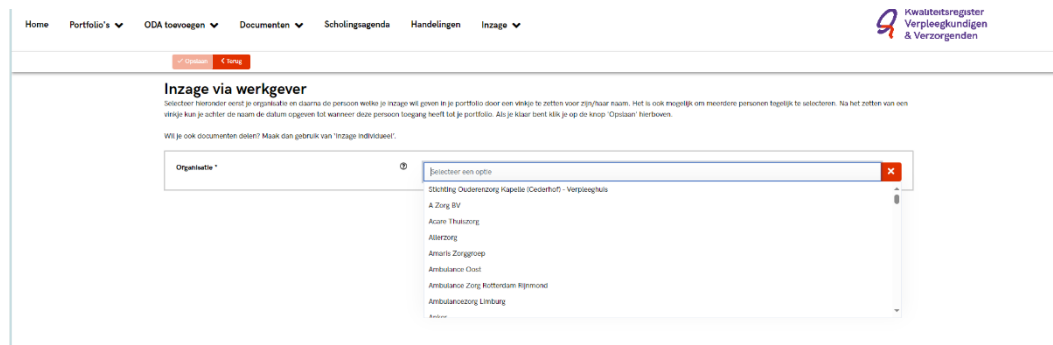 Home Portfolio's ODA toevoegen Documenten Scholingsagenda Handelingen Inzage
Kwaliteitsregister
Verpleegkundigen
& Verzorgenden
Opslaan Terug
Inzage via werkgever
Selecteer hieronder eerst je organisatie en daarna de persoon welke je inzage wil geven in je portfolio door een vinkje te zetten voor zijn/haar naam. Het is ook mogelijk om meerdere personen tegelijk te selecteren. Na het zetten van een
vinkje kun je achter de naam de datum opgeven tot wanneer deze persoon toegang heeft tot je portfolio. Als je klaar bent klik je op de knop 'Opslaan' hierboven.
Wil je ook documenten delen? Maak dan gebruik van 'Inzage individueel'.
Organisatie *
Selecteer een optie
Stichting Ouderenzorg Kapelle (Cederhof) - Verpleeghuis
A Zorg BV
Acare Thuiszorg
Allerzorg
Amaris Zorggroep
Ambulance Oost
Ambulance Zorg Rotterdam Rijnmond
Ambulancezorg Limburg